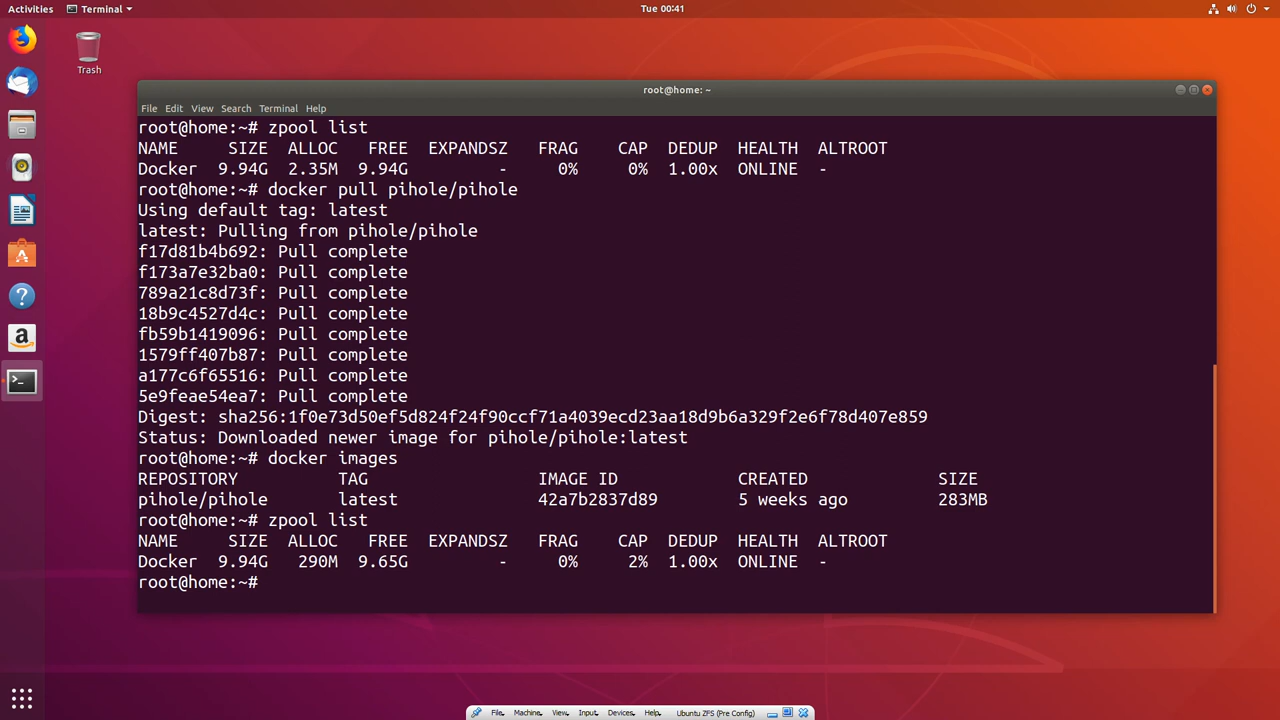 Activities Terminal Tue 00:41
Trash
root@home: ~
File Edit View Search Terminal Help
root@home:~# zpool list
NAME SIZE ALLOC FREE EXPANDSZ FRAG CAP DEDUP HEALTH ALTROOT
Docker 9.94G 2.35M 9.94G - 0% 0% 1.00x ONLINE -
root@home:~# docker pull pihole/pihole
Using default tag: latest
latest: Pulling from pihole/pihole
f17d81b4b692: Pull complete
f173a7e32ba0: Pull complete
789a21c8d73f: Pull complete
18b9c4527d4c: Pull complete
fb59b1419096: Pull complete
1579ff407b87: Pull complete
a177c6f65516: Pull complete
5e9feae54ea7: Pull complete
Digest: sha256:1f0e73d50ef5d824f24f90ccf71a4039ecd23aa18d9b6a329f2e6f78d407e859
Status: Downloaded newer image for pihole/pihole:latest
root@home:~# docker images
REPOSITORY TAG IMAGE ID CREATED SIZE
pihole/pihole latest 42a7b2837d89 5 weeks ago 283MB
root@home:~# zpool list
NAME SIZE ALLOC FREE EXPANDSZ FRAG CAP DEDUP HEALTH ALTROOT
Docker 9.94G 290M 9.65G - 0% 2% 1.00x ONLINE -
root@home:~#
File Machine View Input Devices Help Ubuntu ZFS (Pre Config)